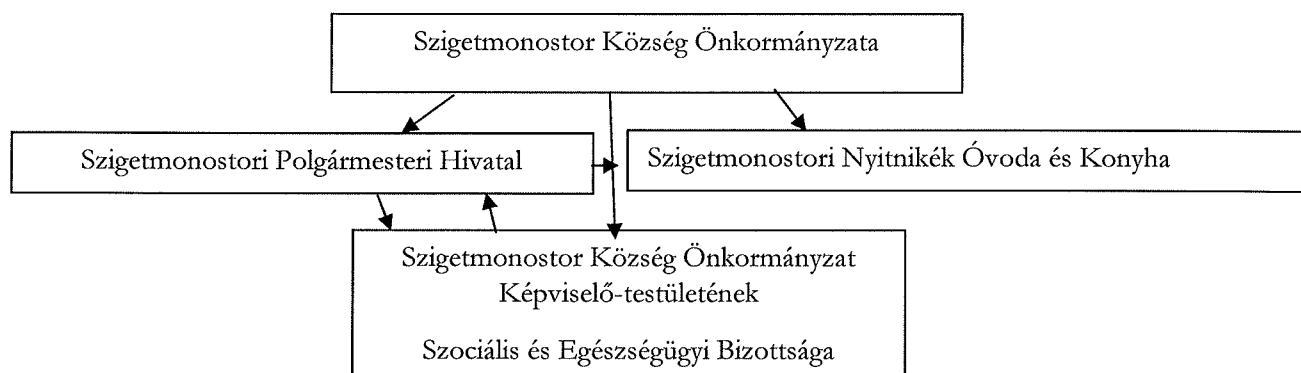 Szigetmonostor Község Önkormányzata
Szigetmonostori Polgármesteri Hivatal
Szigetmonostori Nyitnikék Óvoda és Konyha
Szigetmonostor Község Önkormányzat
Képviselő-testületének
Szociális és Egészségügyi Bizottsága